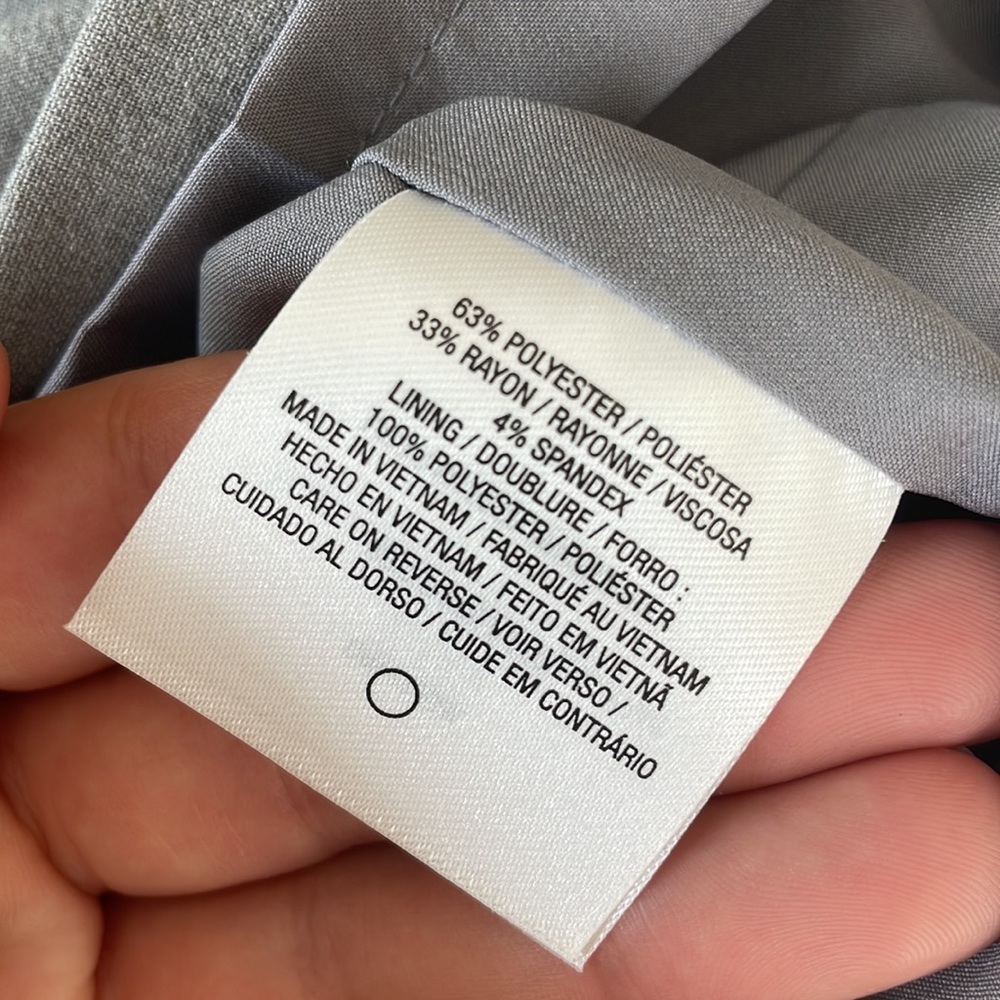 63% POLYESTER / POLIÉSTER
33% RAYON / RAYONNE / VISCOSA
4% SPANDEX
LINING / DOUBLURE / FORRO :
100% POLYESTER / POLIÉSTER
MADE IN VIETNAM / FABRIQUÉ AU VIETNAM
HECHO EN VIETNAM / FEITO EM VIETNÃ
CARE ON REVERSE / VOIR VERSO /
CUIDADO AL DORSO / CUIDE EM CONTRÁRIO